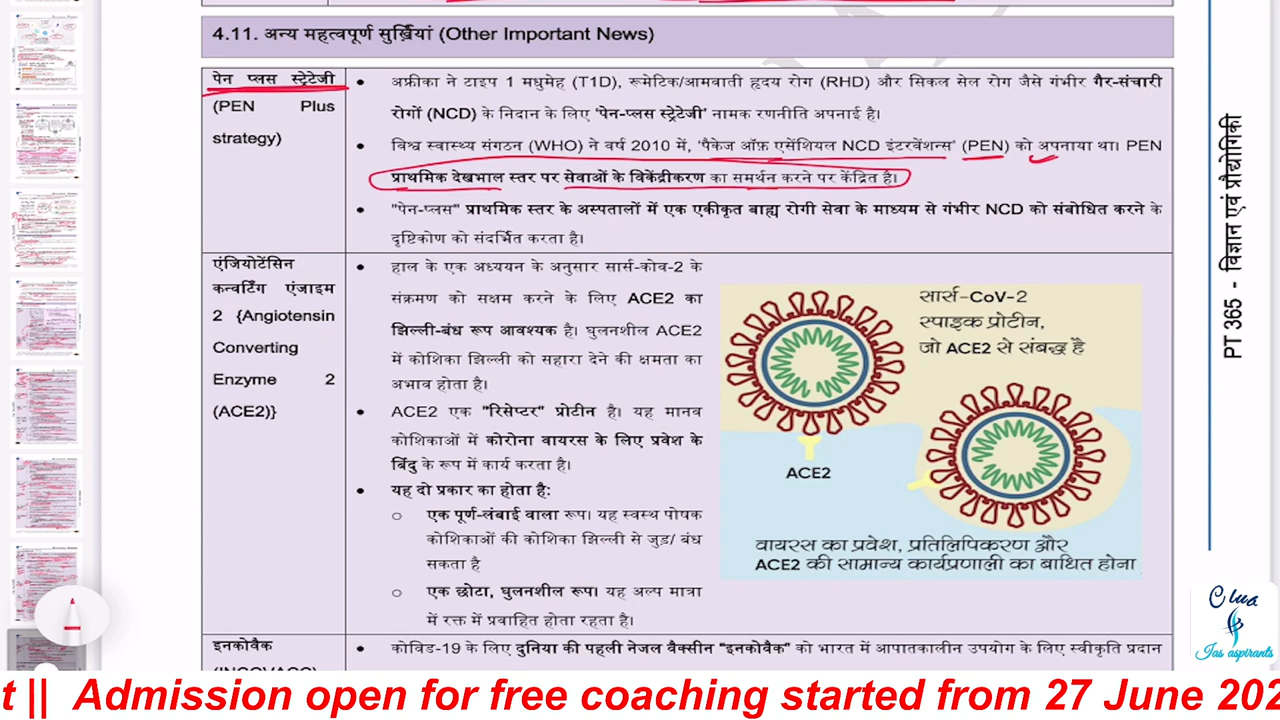 4.11. अन्य महत्वपूर्ण सुर्ख़ियां (Other Important News)
पेन प्लस स्ट्रेटेजी
(PEN Plus
strategy)
अफ्रीका ने टाइप 1 मधुमेह (T1D), रूमेटिक/आमवाती हृदय रोग (RHD) और सिकल सेल रोग जैसे गंभीर गैर-संचारी
रोगों (NCD) के निदान के लिए 'पेन-प्लस स्ट्रेटेजी' नामक रणनीति अपनाई है।
विश्व स्वास्थ्य संगठन (WHO) ने वर्ष 2010 में, 'पैकेज ऑफ़ एसेंशियल NCD इंटरवेंशन्स' (PEN) को अपनाया था। PEN
प्राथमिक देखभाल स्तर पर सेवाओं के विकेंद्रीकरण का समर्थन करने पर केंद्रित है।
"पेन-प्लस" के अस्पतालों में एक एकीकृत बाह्य रोगी सेवा के माध्यम से गंभीर NCD को संबोधित करने के
दृष्टिकोण करता है।
एंजियोटेंसिन
कन्वर्टिंग एंजाइम
2 {Angiotensin
Converting
Enzyme 2
(ACE2)}
हाल के एक अध्ययन के अनुसार सार्स-कोव-2 के
संक्रमण करने के लिए ACE2 का
झिल्ली-बंध आवश्यक है। घुलनशील ACE2
में कोशिका झिल्ली को सहारा देने की क्षमता का
अभाव होता है।
ACE2 एक "रिसेप्टर" प्रोटीन है। यह मानव
कोशिकाओं में कोरोना वायरस के लिए प्रवेश के
बिंदु के रूप में कार्य करता है।
यह दो प्रकार का होता है:
एक वाला रूप। यह
कोशिकाओं की कोशिका झिल्ली से जुड़/ बंध
सकता है।
एक छोटा, घुलनशील रूप। यह अल्प मात्रा
में रक्त में प्रवाहित होता रहता है।
सार्स-CoV-2
स्पाइक प्रोटीन,
जो ACE2 से संबद्ध है
ACE2
वायरस का प्रवेश, प्रतिलिपिकरण और
ACE2 की सामान्य कार्यप्रणाली का बाधित होना
इनकोवैक
(INCOVACC)
कोविड-19 दुनिया की पहली नेजल वैक्सीन "इनकोवैक" को भारत में आपातकालीन उपयोग के लिए स्वीकृति प्रदान
PT 365 - विज्ञान एवं प्रौद्योगिकी
Ias aspirants
t || Admission open for free coaching started from 27 June 202